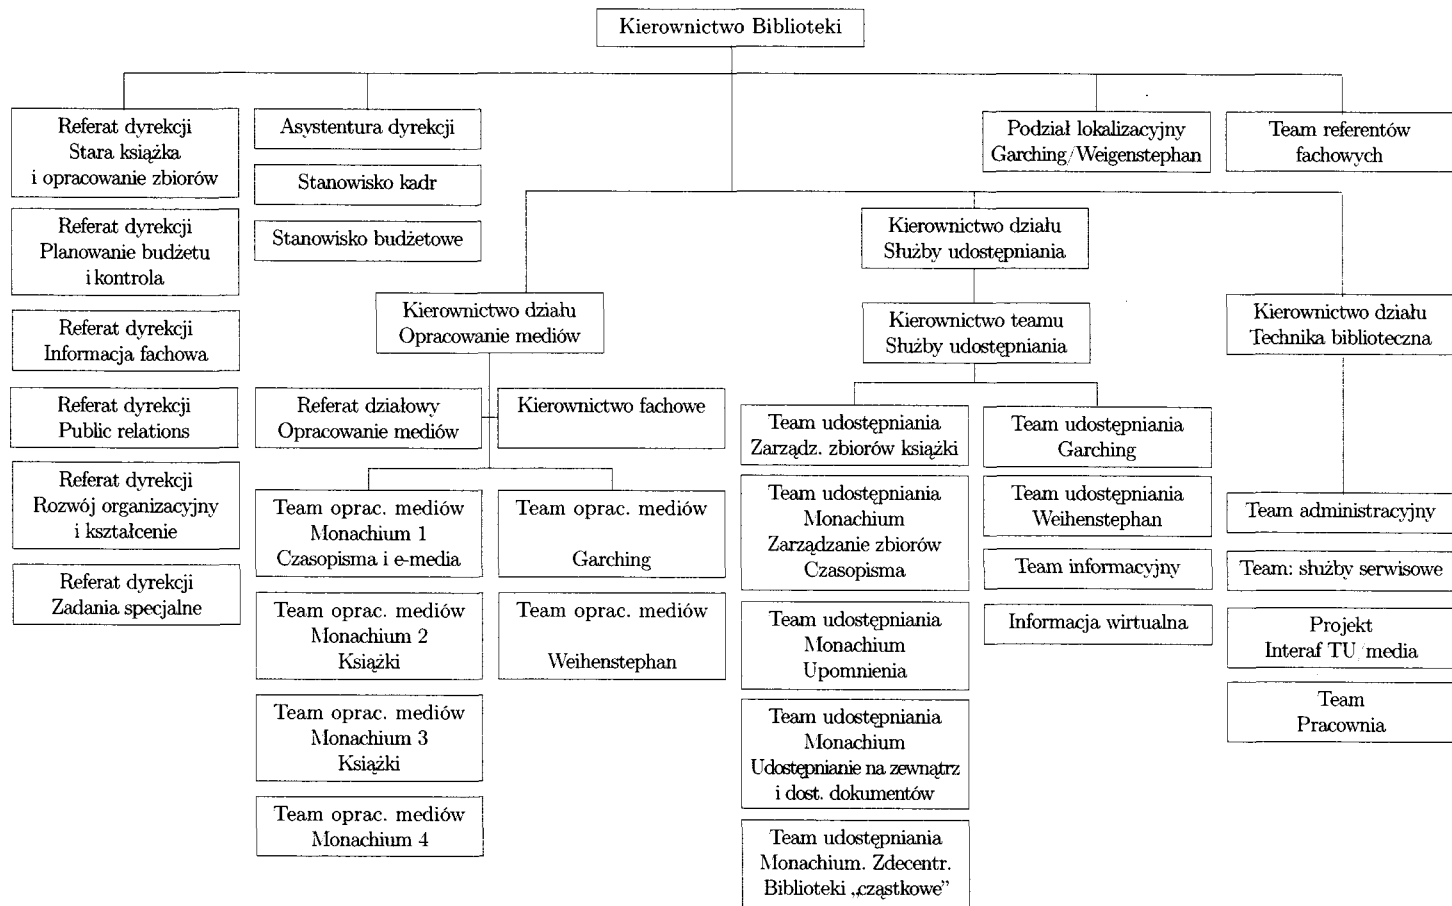 Kierownictwo Biblioteki
Referat dyrekcji
Stara książka
i opracowanie zbiorów
Asystentura dyrekcji
Podział lokalizacyjny
Garching/Weigenstephan
Team referentów
fachowych
Stanowisko kadr
Stanowisko budżetowe
Referat dyrekcji
Planowanie budżetu
i kontrola
Referat dyrekcji
Informacja fachowa
Referat dyrekcji
Public relations
Referat dyrekcji
Rozwój organizacyjny
i kształcenie
Referat dyrekcji
Zadania specjalne
Kierownictwo działu
Opracowanie mediów
Referat działowy
Opracowanie mediów
Kierownictwo fachowe
Team oprac. mediów
Monachium 1
Czasopisma i e-media
Team oprac. mediów
Monachium 2
Książki
Team oprac. mediów
Monachium 3
Książki
Team oprac. mediów
Monachium 4
Team oprac. mediów
Garching
Team oprac. mediów
Weihenstephan
Kierownictwo działu
Służby udostępniania
Kierownictwo teamu
Służby udostępniania
Team udostępniania
Zarządz. zbiorów książki
Team udostępniania
Monachium
Zarządzanie zbiorów
Czasopisma
Team udostępniania
Monachium
Upomnienia
Team udostępniania
Monachium
Udostępnianie na zewnątrz
i dost. dokumentów
Team udostępniania
Monachium. Zdecentr.
Biblioteki „cząstkowe”
Team udostępniania
Garching
Team udostępniania
Weihenstephan
Team informacyjny
Informacja wirtualna
Kierownictwo działu
Technika biblioteczna
Team administracyjny
Team: służby serwisowe
Projekt
Interaf TU/media
Team
Pracownia